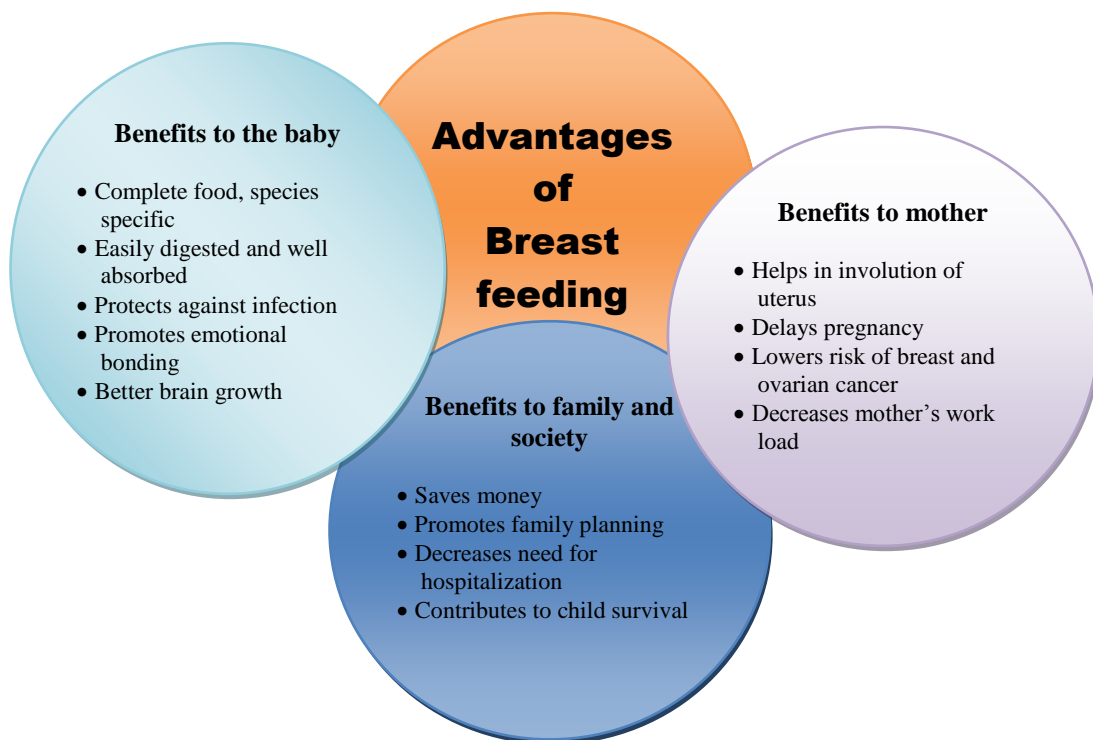 Advantages
of
Breast
feeding
Benefits to the baby
• Complete food, species
specific
• Easily digested and well
absorbed
• Protects against infection
• Promotes emotional
bonding
• Better brain growth
Benefits to mother
• Helps in involution of
uterus
• Delays pregnancy
• Lowers risk of breast and
ovarian cancer
• Decreases mother’s work
load
Benefits to family and
society
• Saves money
• Promotes family planning
• Decreases need for
hospitalization
• Contributes to child survival